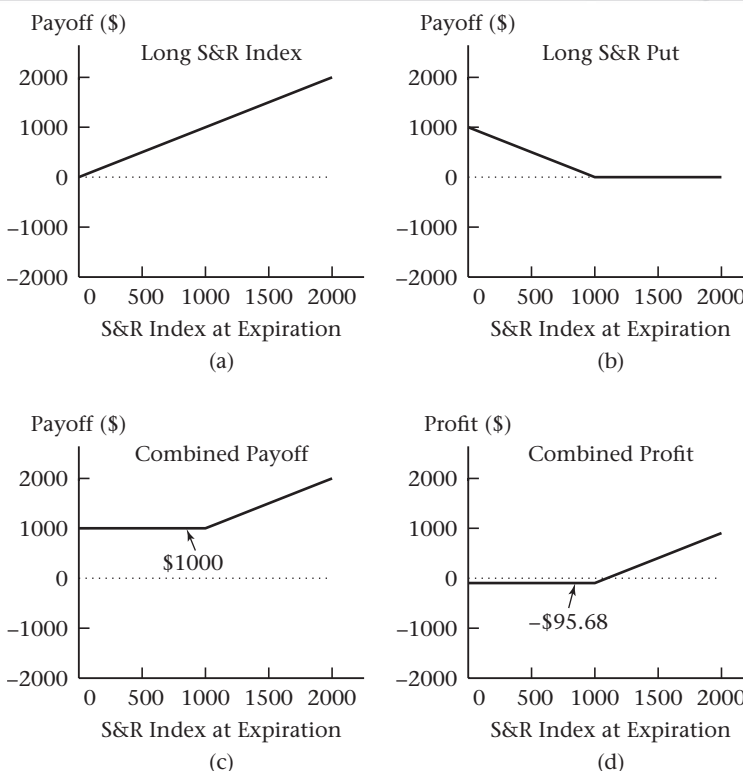 Payoff ($)
Long S&R Index
2000
1000
0
−1000
−2000
0 500 1000 1500 2000
S&R Index at Expiration
(a)
Payoff ($)
Long S&R Put
2000
1000
0
−1000
−2000
0 500 1000 1500 2000
S&R Index at Expiration
(b)
Payoff ($)
Combined Payoff
2000
1000
$1000
0
−1000
−2000
0 500 1000 1500 2000
S&R Index at Expiration
(c)
Profit ($)
Combined Profit
2000
1000
0
−$95.68
−1000
−2000
0 500 1000 1500 2000
S&R Index at Expiration
(d)